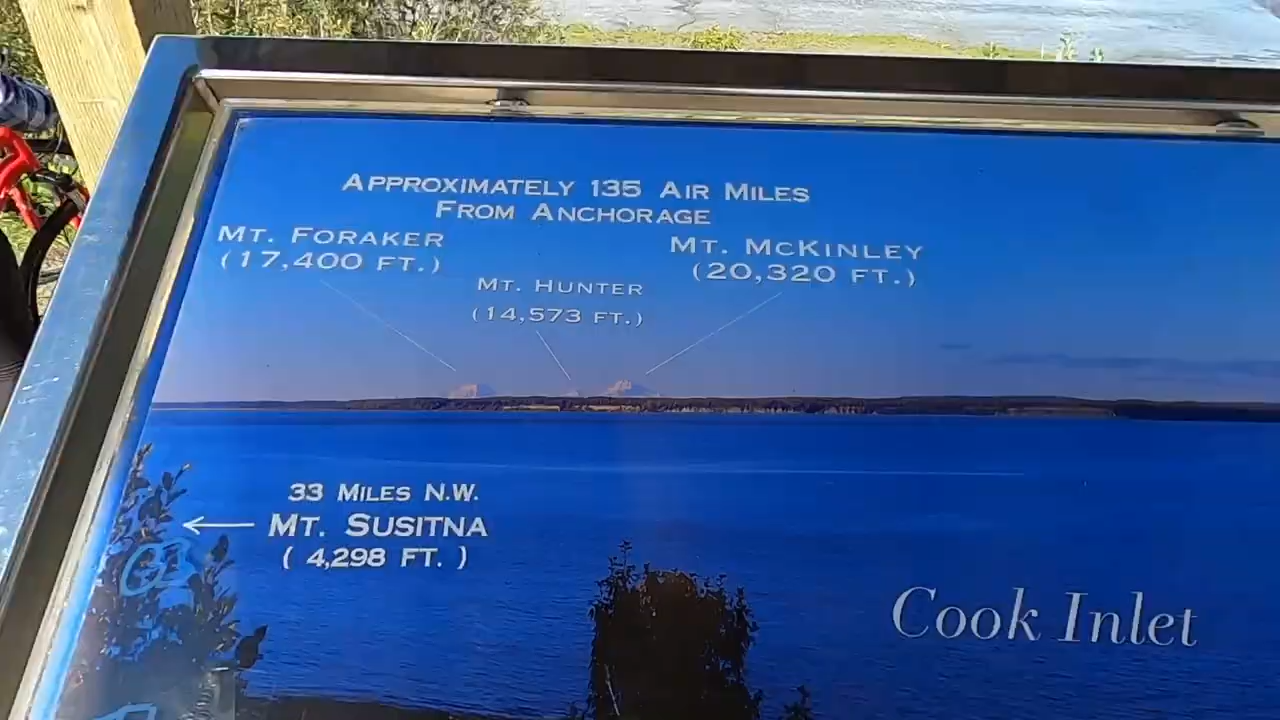 APPROXIMATELY 135 AIR MILES
FROM ANCHORAGE
MT. FORAKER
(17,400 FT.)
MT. HUNTER
(14,573 FT.)
MT. MCKINLEY
(20,320 FT.)
33 MILES N.W.
MT. SUSITNA
( 4,298 FT. )
Cook Inlet